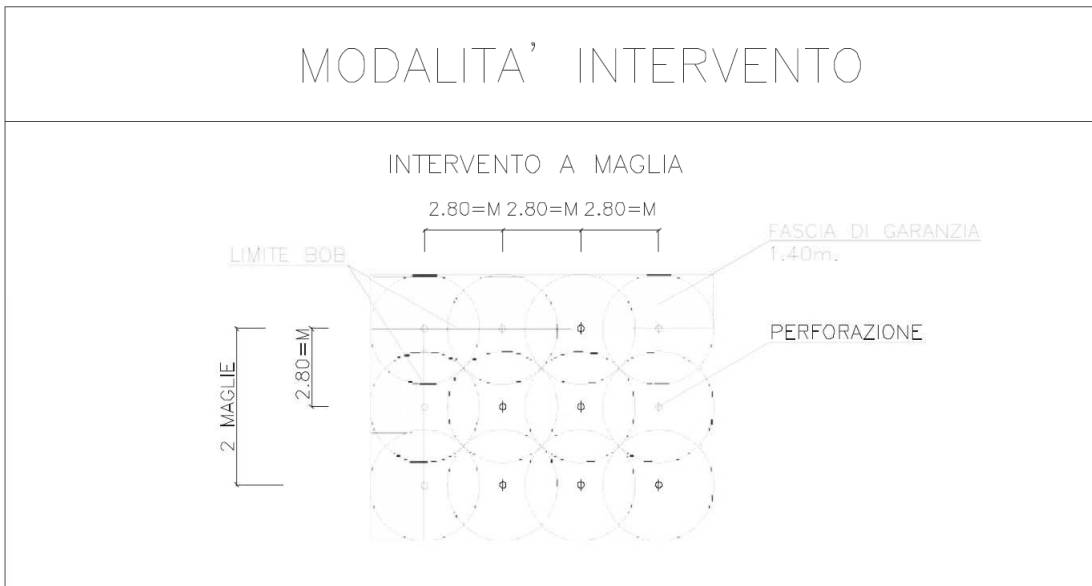 MODALITA' INTERVENTO
INTERVENTO A MAGLIA
2.80=M 2.80=M 2.80=M
FASCIA DI GARANZIA
1.40m.
LIMITE BOB
PERFORAZIONE
2.80=M
2 MAGLIE